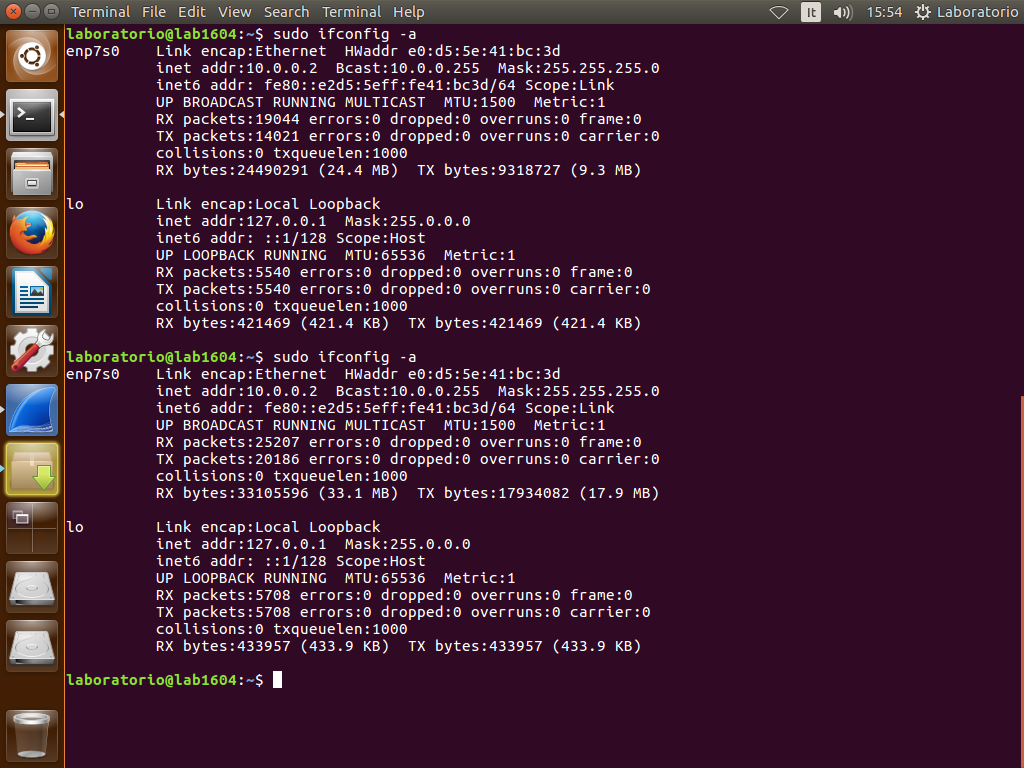 Terminal File Edit View Search Terminal Help It 15:54 Laboratorio
laboratorio@lab1604:~$ sudo ifconfig -a
enp7s0    Link encap:Ethernet  HWaddr e0:d5:5e:41:bc:3d
          inet addr:10.0.0.2  Bcast:10.0.0.255  Mask:255.255.255.0
          inet6 addr: fe80::e2d5:5eff:fe41:bc3d/64 Scope:Link
          UP BROADCAST RUNNING MULTICAST  MTU:1500  Metric:1
          RX packets:19044 errors:0 dropped:0 overruns:0 frame:0
          TX packets:14021 errors:0 dropped:0 overruns:0 carrier:0
          collisions:0 txqueuelen:1000
          RX bytes:24490291 (24.4 MB)  TX bytes:9318727 (9.3 MB)

lo        Link encap:Local Loopback
          inet addr:127.0.0.1  Mask:255.0.0.0
          inet6 addr: ::1/128 Scope:Host
          UP LOOPBACK RUNNING  MTU:65536  Metric:1
          RX packets:5540 errors:0 dropped:0 overruns:0 frame:0
          TX packets:5540 errors:0 dropped:0 overruns:0 carrier:0
          collisions:0 txqueuelen:1000
          RX bytes:421469 (421.4 KB)  TX bytes:421469 (421.4 KB)

laboratorio@lab1604:~$ sudo ifconfig -a
enp7s0    Link encap:Ethernet  HWaddr e0:d5:5e:41:bc:3d
          inet addr:10.0.0.2  Bcast:10.0.0.255  Mask:255.255.255.0
          inet6 addr: fe80::e2d5:5eff:fe41:bc3d/64 Scope:Link
          UP BROADCAST RUNNING MULTICAST  MTU:1500  Metric:1
          RX packets:25207 errors:0 dropped:0 overruns:0 frame:0
          TX packets:20186 errors:0 dropped:0 overruns:0 carrier:0
          collisions:0 txqueuelen:1000
          RX bytes:33105596 (33.1 MB)  TX bytes:17934082 (17.9 MB)

lo        Link encap:Local Loopback
          inet addr:127.0.0.1  Mask:255.0.0.0
          inet6 addr: ::1/128 Scope:Host
          UP LOOPBACK RUNNING  MTU:65536  Metric:1
          RX packets:5708 errors:0 dropped:0 overruns:0 frame:0
          TX packets:5708 errors:0 dropped:0 overruns:0 carrier:0
          collisions:0 txqueuelen:1000
          RX bytes:433957 (433.9 KB)  TX bytes:433957 (433.9 KB)

laboratorio@lab1604:~$